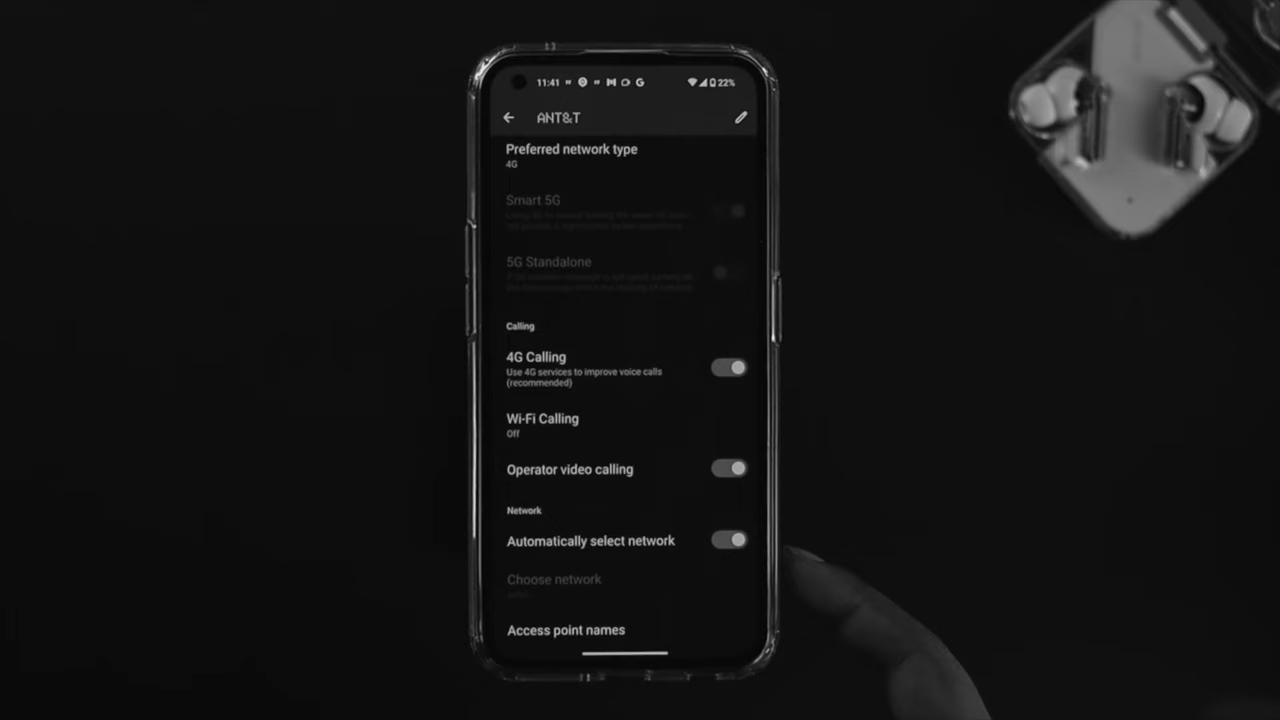 11:41 22%
ANT&T
Preferred network type
4G
Smart 5G
5G Standalone
Calling
4G Calling
Use 4G services to improve voice calls
(recommended)
Wi-Fi Calling
Off
Operator video calling
Network
Automatically select network
Choose network
Access point names